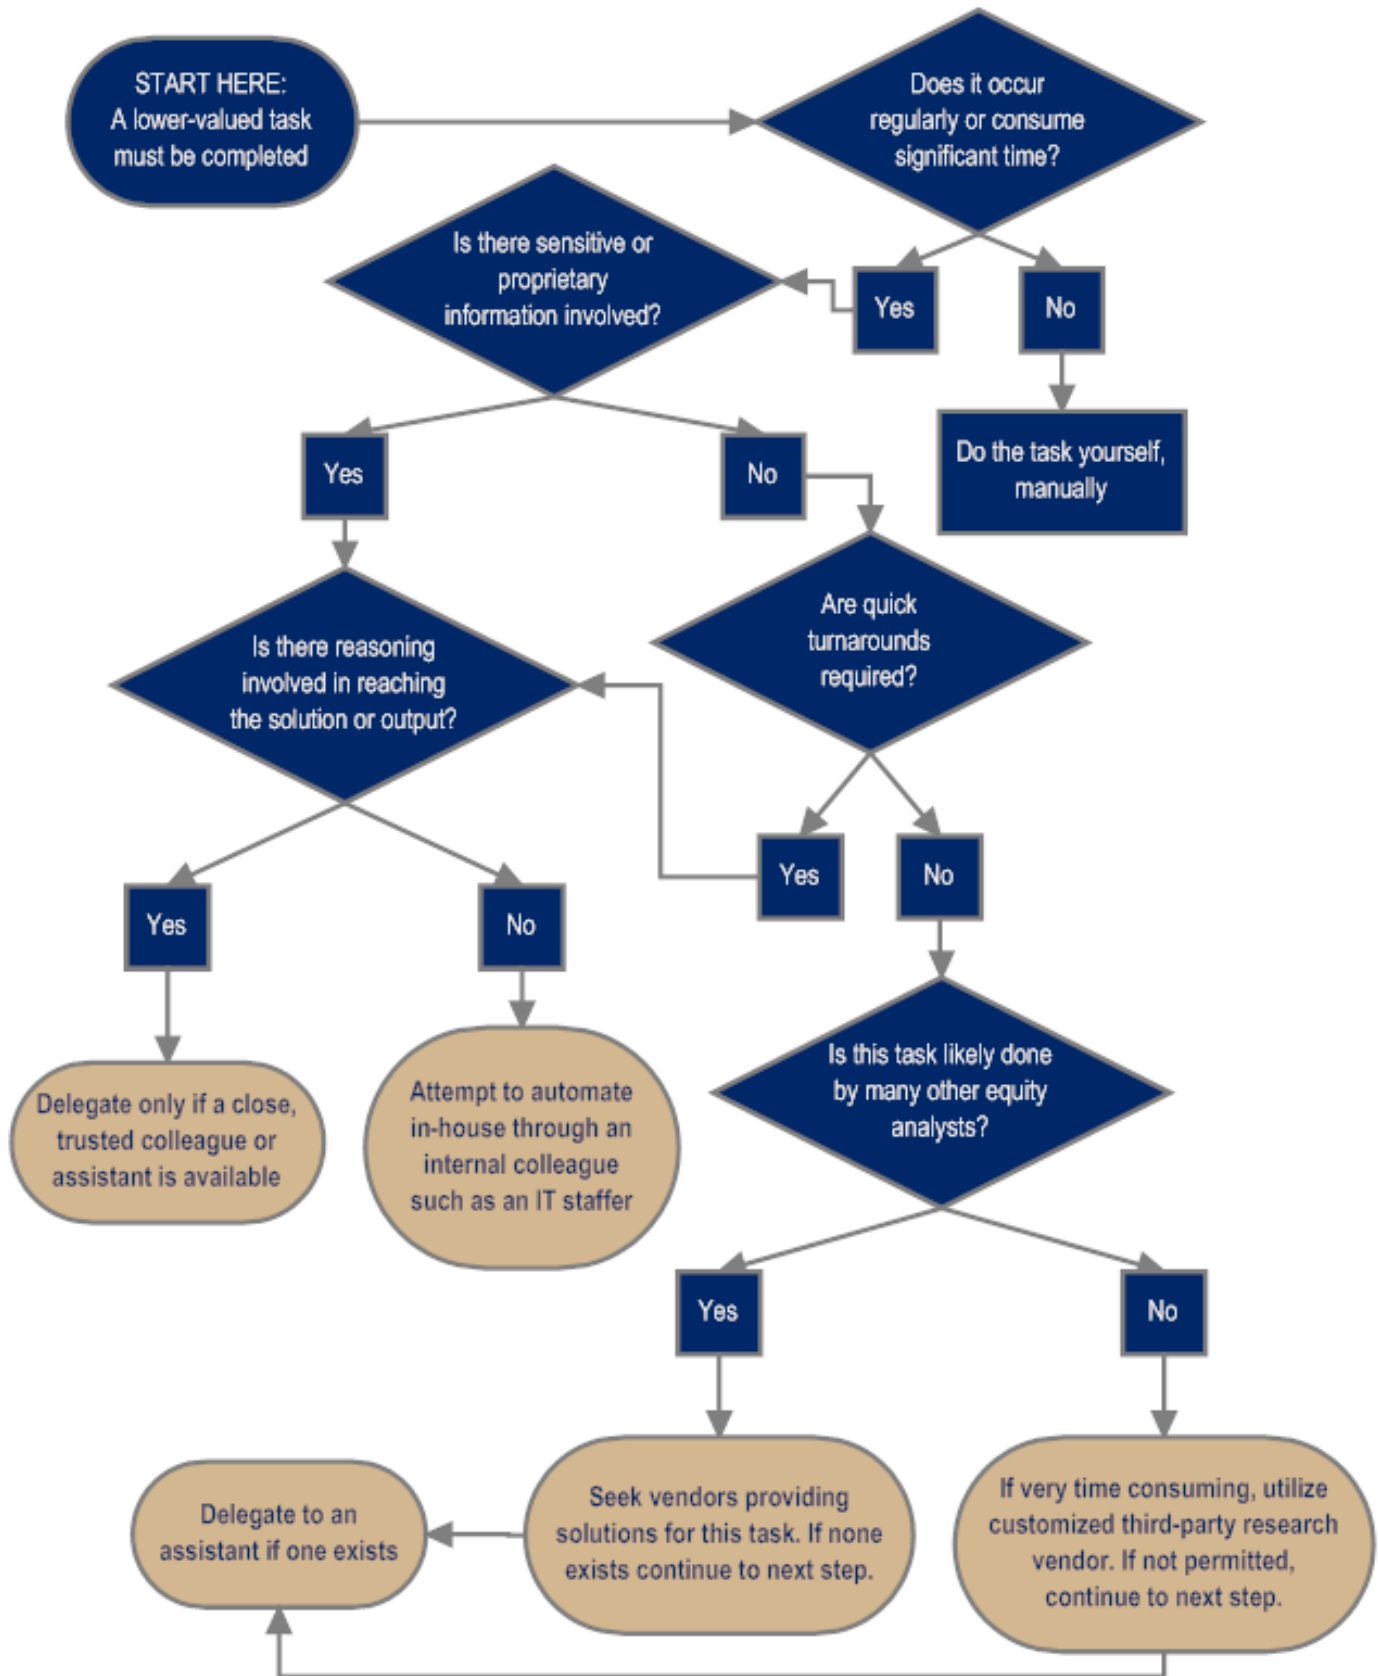 START HERE:
A lower-valued task
must be completed
Does it occur
regularly or consume
significant time?
Is there sensitive or
proprietary
information involved?
Yes
No
Do the task yourself,
manually
Yes
No
Are quick
turnarounds
required?
Is there reasoning
involved in reaching
the solution or output?
Yes
No
Yes
No
Delegate only if a close,
trusted colleague or
assistant is available
Attempt to automate
in-house through an
internal colleague
such as an IT staffer
Is this task likely done
by many other equity
analysts?
Yes
No
Delegate to an
assistant if one exists
Seek vendors providing
solutions for this task. If none
exists continue to next step.
If very time consuming, utilize
customized third-party research
vendor. If not permitted,
continue to next step.